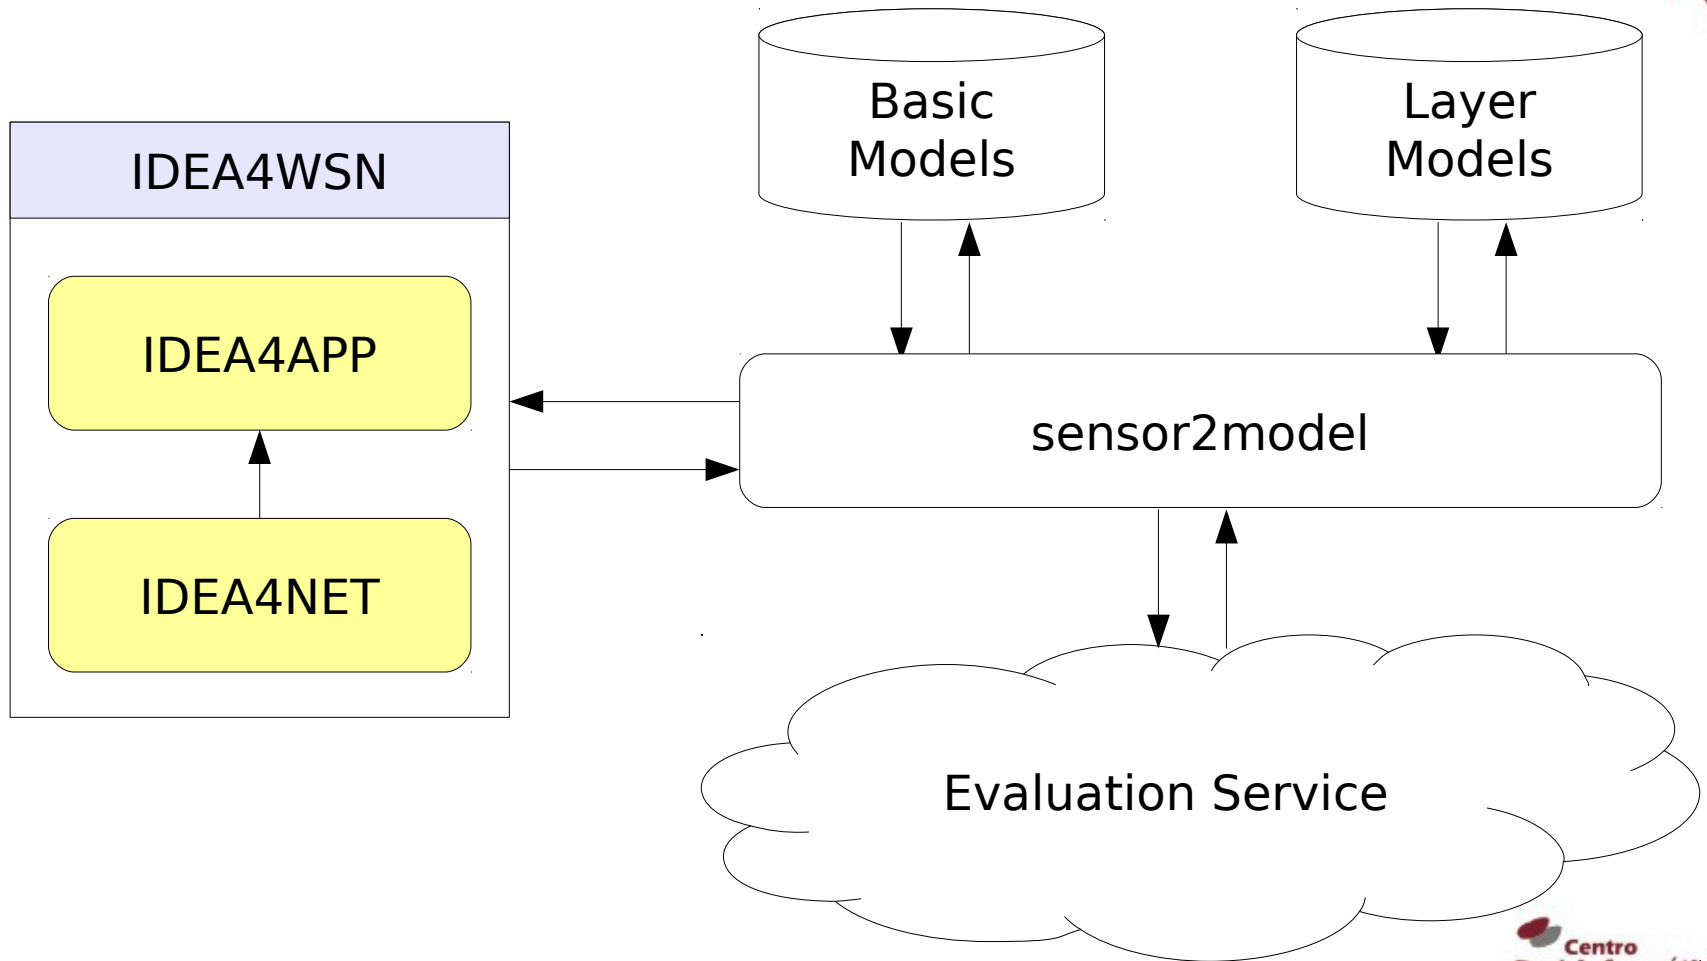 Basic
Models
Layer
Models
IDEA4WSN
IDEA4APP
sensor2model
IDEA4NET
Evaluation Service
Centro